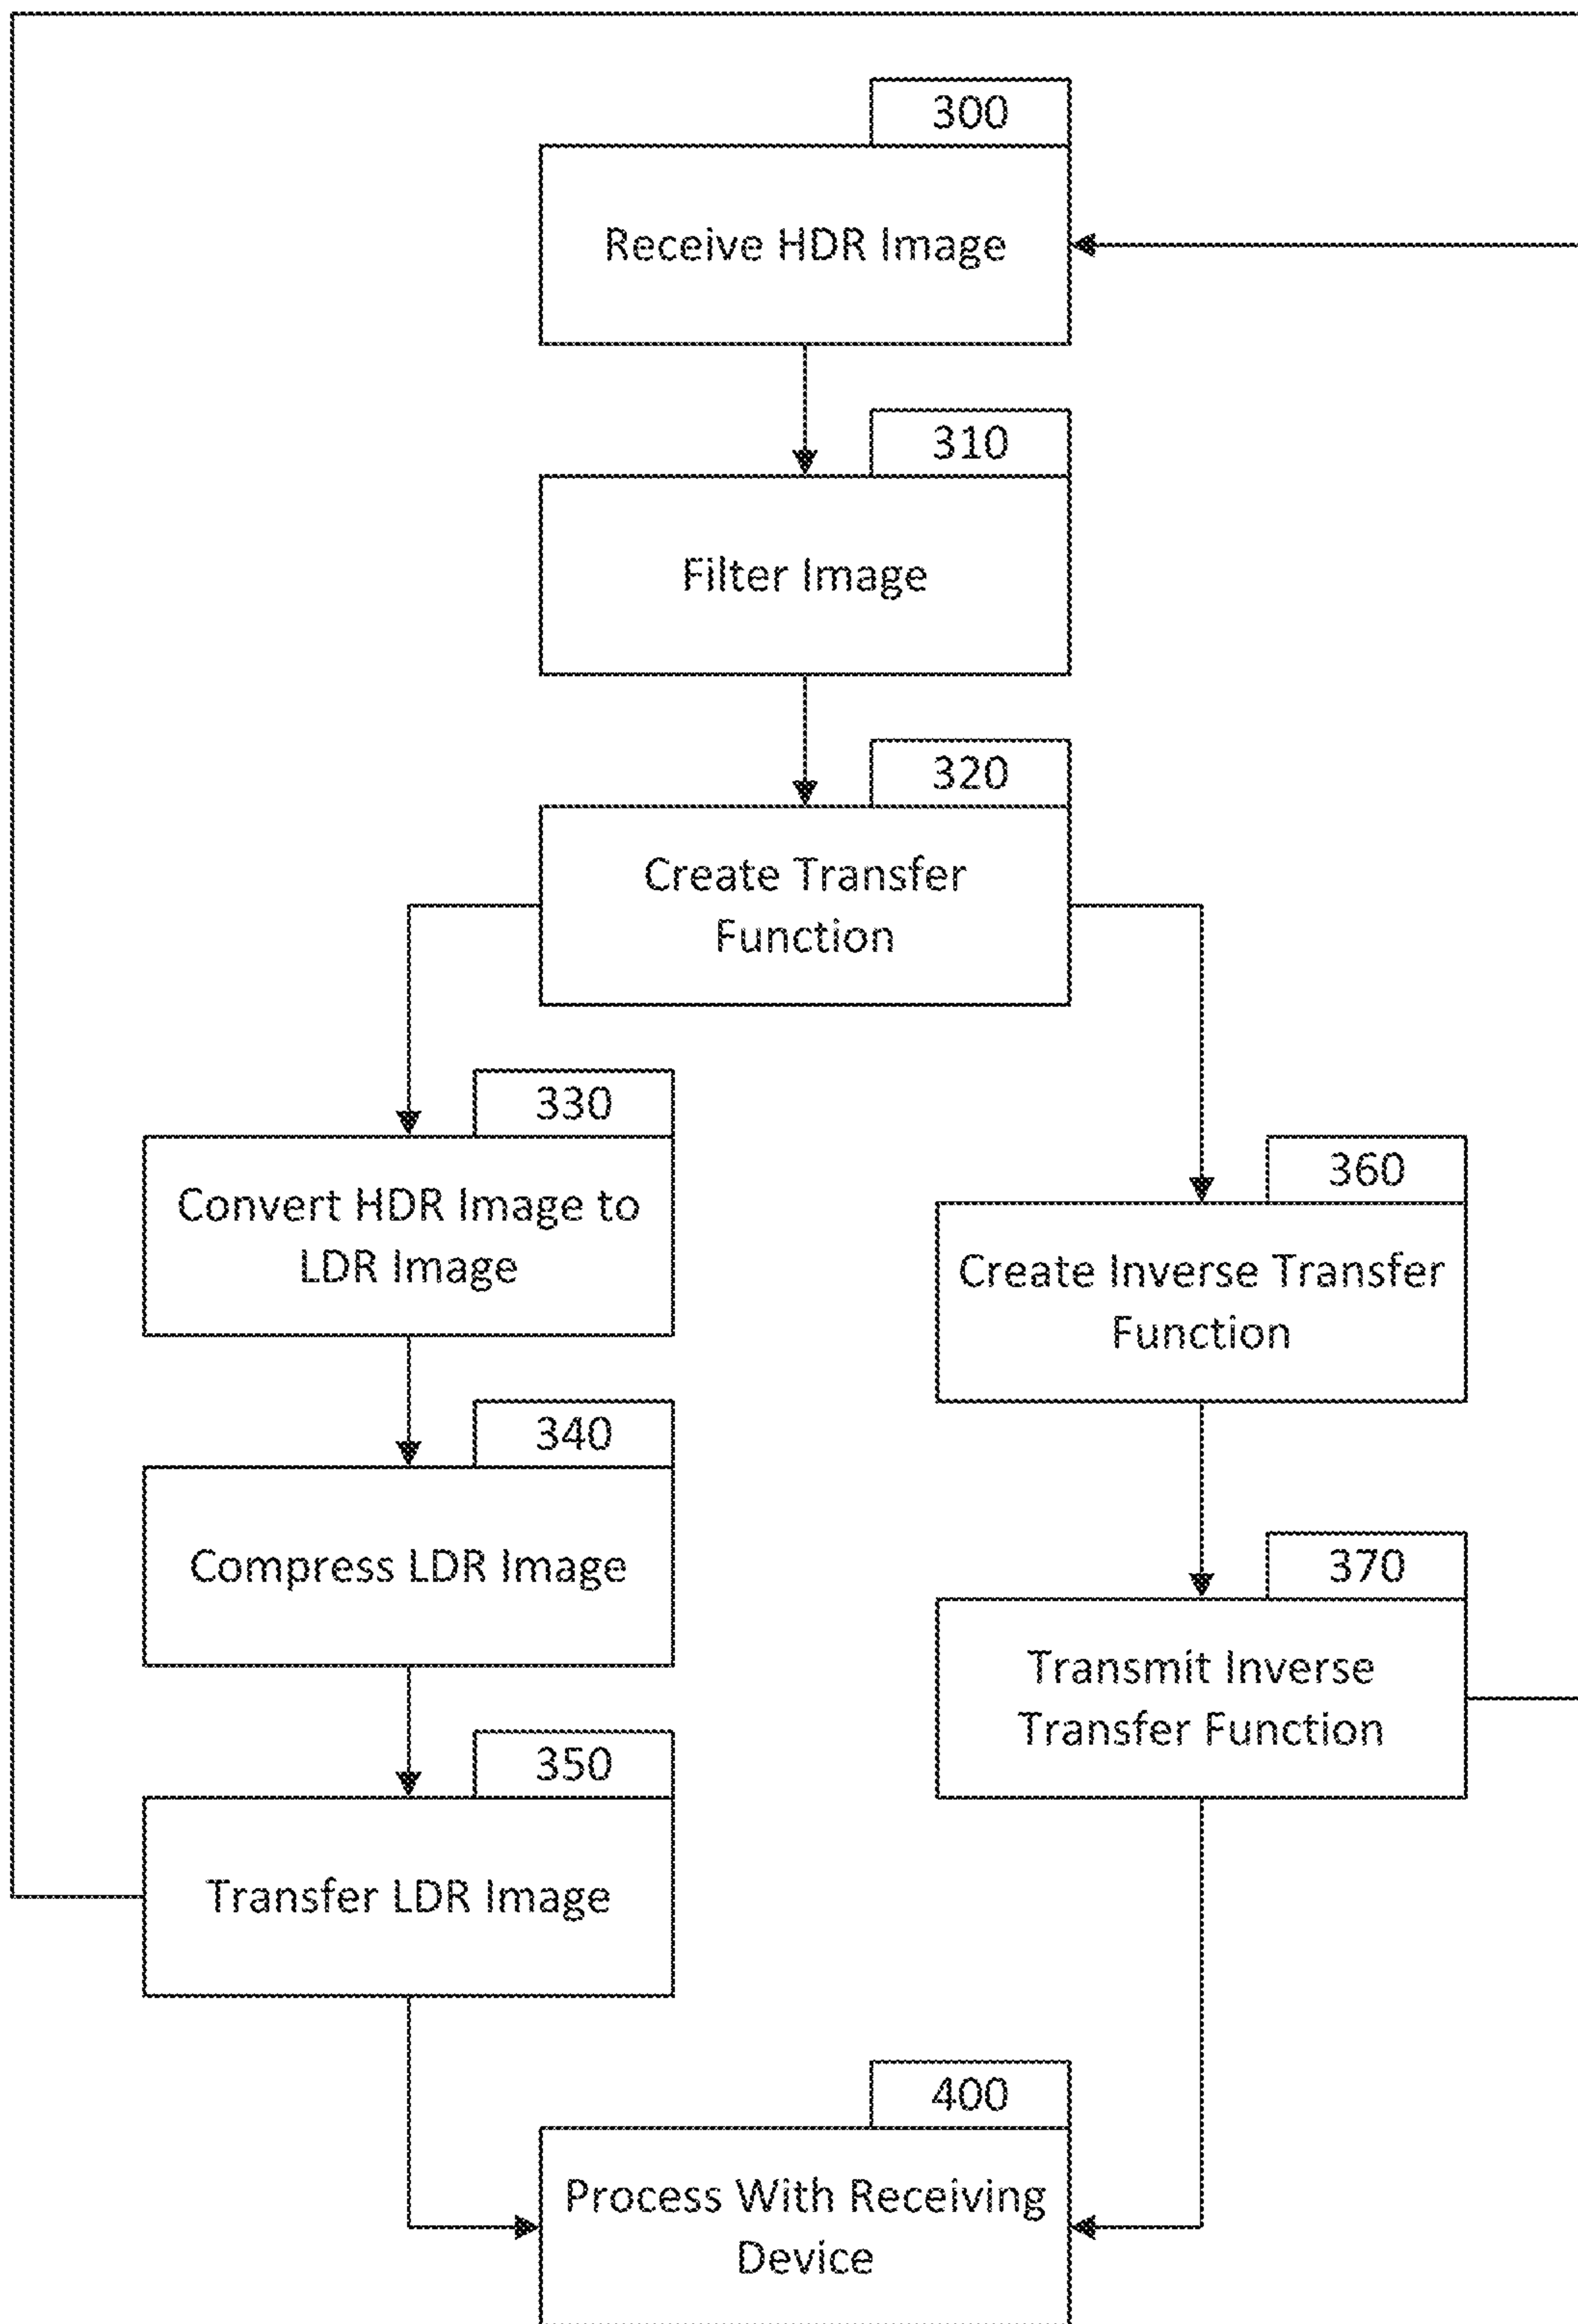 300
Receive HDR Image
310
Filter Image
320
Create Transfer
Function
330
Convert HDR Image to
LDR Image
340
Compress LDR Image
350
Transfer LDR Image
360
Create Inverse Transfer
Function
370
Transmit Inverse
Transfer Function
400
Process With Receiving
Device